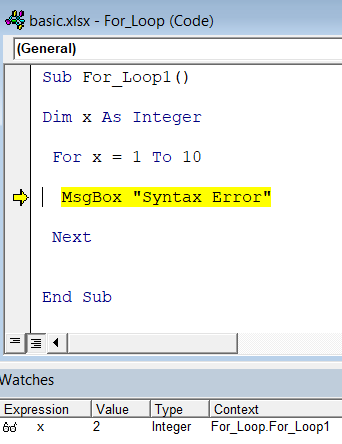 basic.xlsx - For_Loop (Code)
(General)
Sub For_Loop1()
Dim x As Integer
For x = 1 To 10
MsgBox "Syntax Error"
Next
End Sub
Watches
Expression Value Type Context
x 2 Integer For_Loop.For_Loop1